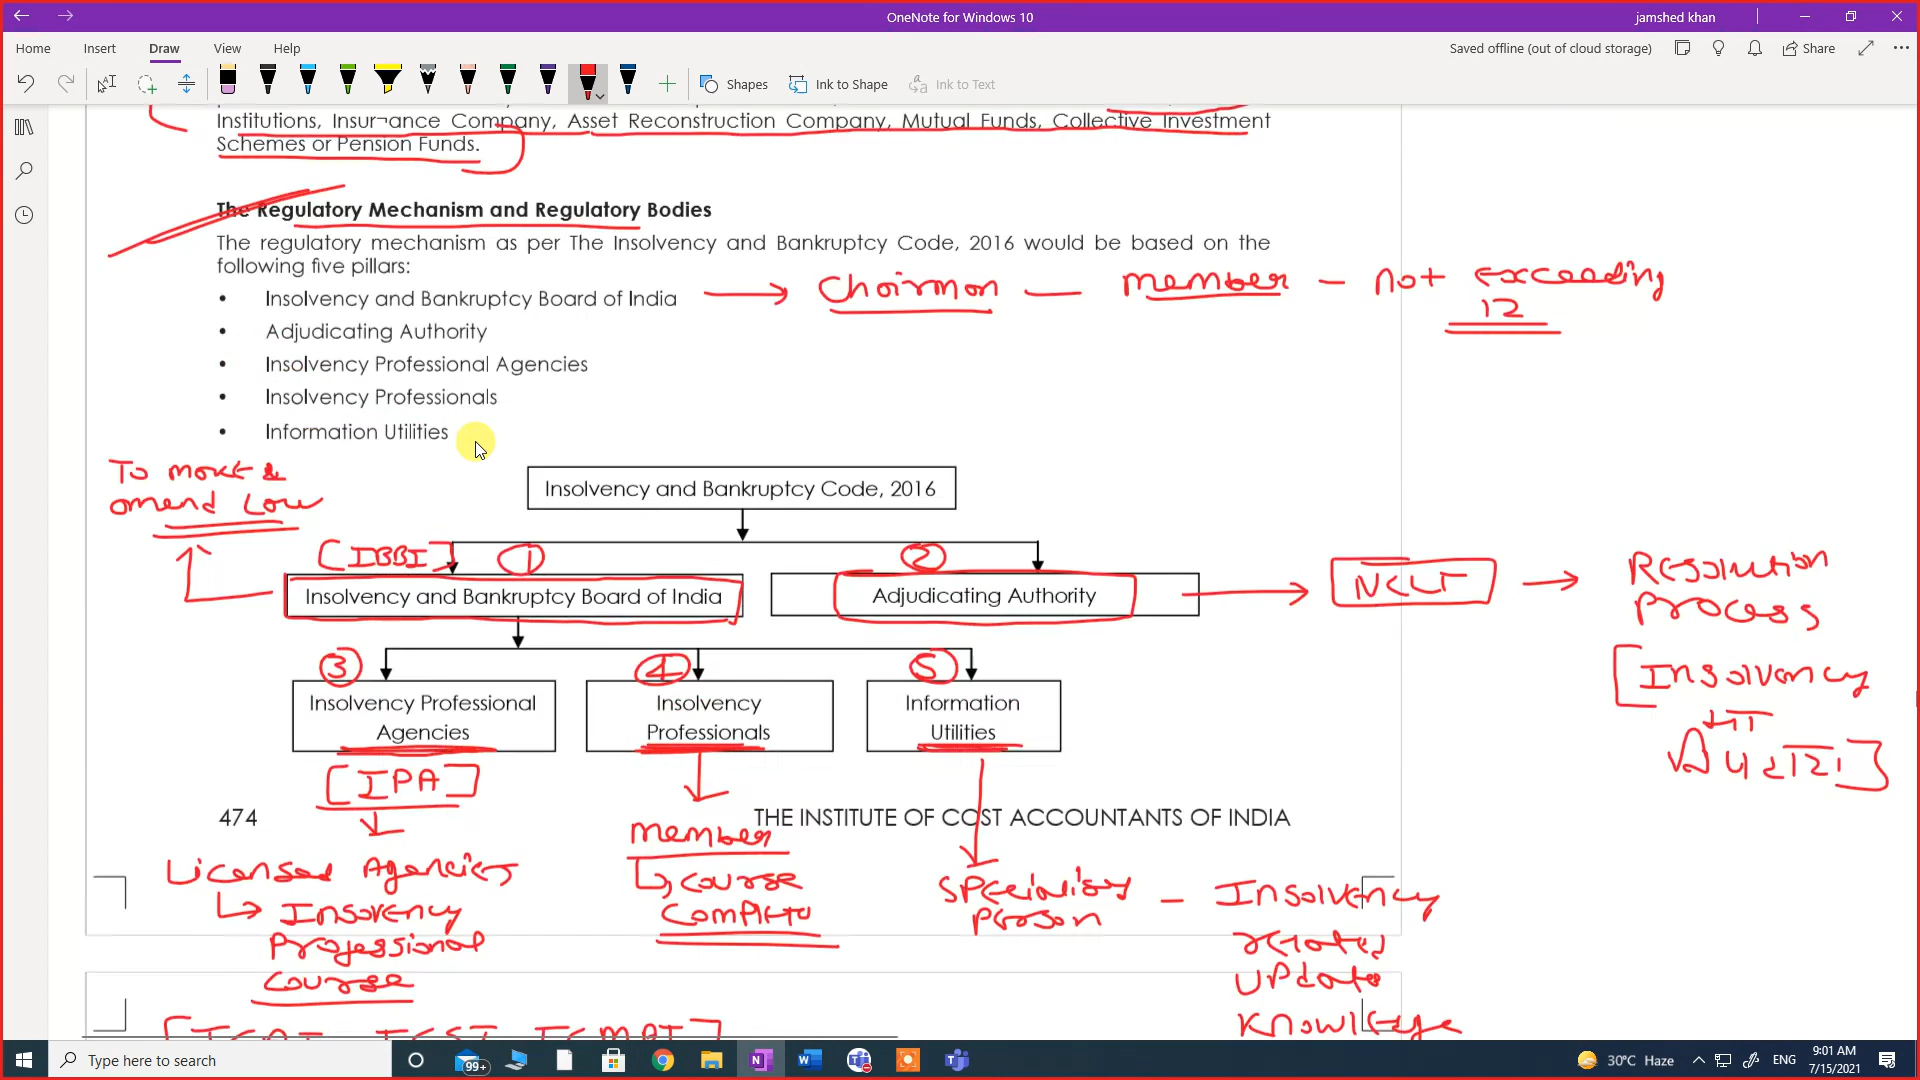 OneNote for Windows 10
jamshed khan
Home Insert Draw View Help
Saved offline (out of cloud storage)
Share
Shapes
Ink to Shape
Ink to Text
Institutions, Insur¬ance Company, Asset Reconstruction Company, Mutual Funds, Collective Investment
Schemes or Pension Funds.
The Regulatory Mechanism and Regulatory Bodies
The regulatory mechanism as per The Insolvency and Bankruptcy Code, 2016 would be based on the
following five pillars:
• Insolvency and Bankruptcy Board of India → Chairman — member — not exceeding
12
• Adjudicating Authority
• Insolvency Professional Agencies
• Insolvency Professionals
• Information Utilities
To make &
amend Law
Insolvency and Bankruptcy Code, 2016
[IBBI] 1 2
Insolvency and Bankruptcy Board of India
Adjudicating Authority → NCLT → Resolution
Process
[Insolvency
3 4 5
Insolvency Professional
Agencies
Insolvency
Professionals
Information
Utilities
[IPA]
474 THE INSTITUTE OF COST ACCOUNTANTS OF INDIA
member
Licensed Agencies
course
complete
Specialised
Person
— Insolvency
related
update
knowledge
Insovency
Professional
course
Type here to search
99+
30°C Haze
ENG
9:01 AM
7/15/2021